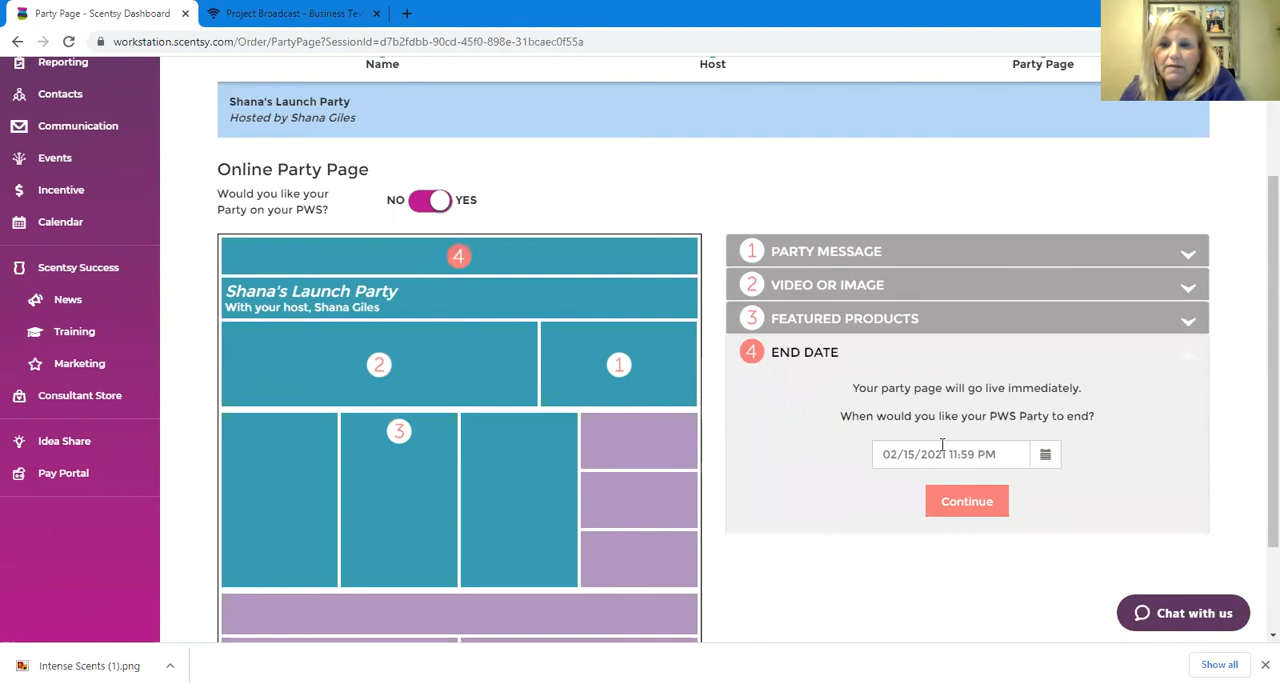 Party Page - Scentsy Dashboard
Project Broadcast - Business Te
workstation.scentsy.com/Order/PartyPage?SessionId=d7b2fdbb-90cd-45f0-898e-31bcaec0f55a
Reporting
Contacts
Communication
Events
Incentive
Calendar
Scentsy Success
News
Training
Marketing
Consultant Store
Idea Share
Pay Portal
Name
Host
Party Page
Shana's Launch Party
Hosted by Shana Giles
Online Party Page
Would you like your
Party on your PWS?
NO
YES
4
Shana's Launch Party
With your host, Shana Giles
2
1
3
1 PARTY MESSAGE
2 VIDEO OR IMAGE
3 FEATURED PRODUCTS
4 END DATE
Your party page will go live immediately.
When would you like your PWS Party to end?
02/15/2021 11:59 PM
Continue
Chat with us
Intense Scents (1).png
Show all